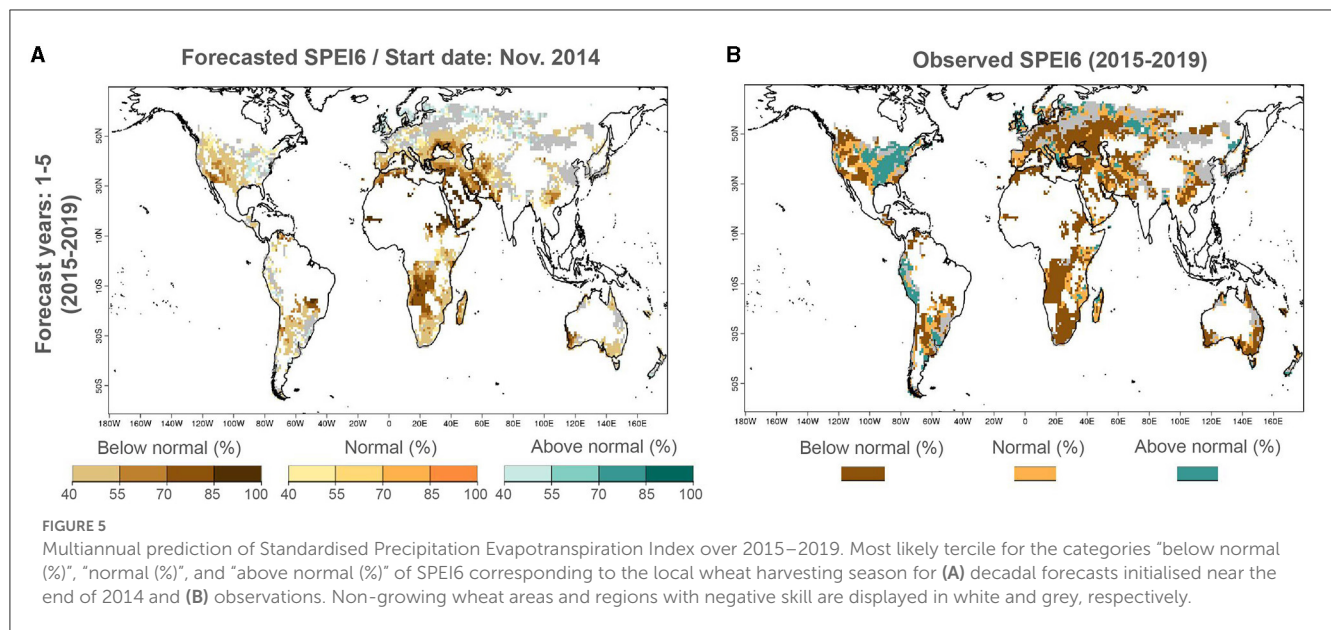 A
Forecasted SPEI6 / Start date: Nov. 2014
B
Observed SPEI6 (2015-2019)
Forecast years: 1-5
(2015-2019)
50N
30N
10N
10S
30S
50S
180W 160W 140W 120W 100W 80W 60W 40W 20W 0 20E 40E 60E 80E 100E 120E 140E 160E
50N
30N
10N
10S
30S
50S
180W 160W 140W 120W 100W 80W 60W 40W 20W 0 20E 40E 60E 80E 100E 120E 140E 160E
Below normal (%) Normal (%) Above normal (%)
40 55 70 85 100 40 55 70 85 100 40 55 70 85 100
Below normal (%) Normal (%) Above normal (%)
FIGURE 5
Multiannual prediction of Standardised Precipitation Evapotranspiration Index over 2015–2019. Most likely tercile for the categories “below normal
(%)”, “normal (%)”, and “above normal (%)” of SPEI6 corresponding to the local wheat harvesting season for (A) decadal forecasts initialised near the
end of 2014 and (B) observations. Non-growing wheat areas and regions with negative skill are displayed in white and grey, respectively.